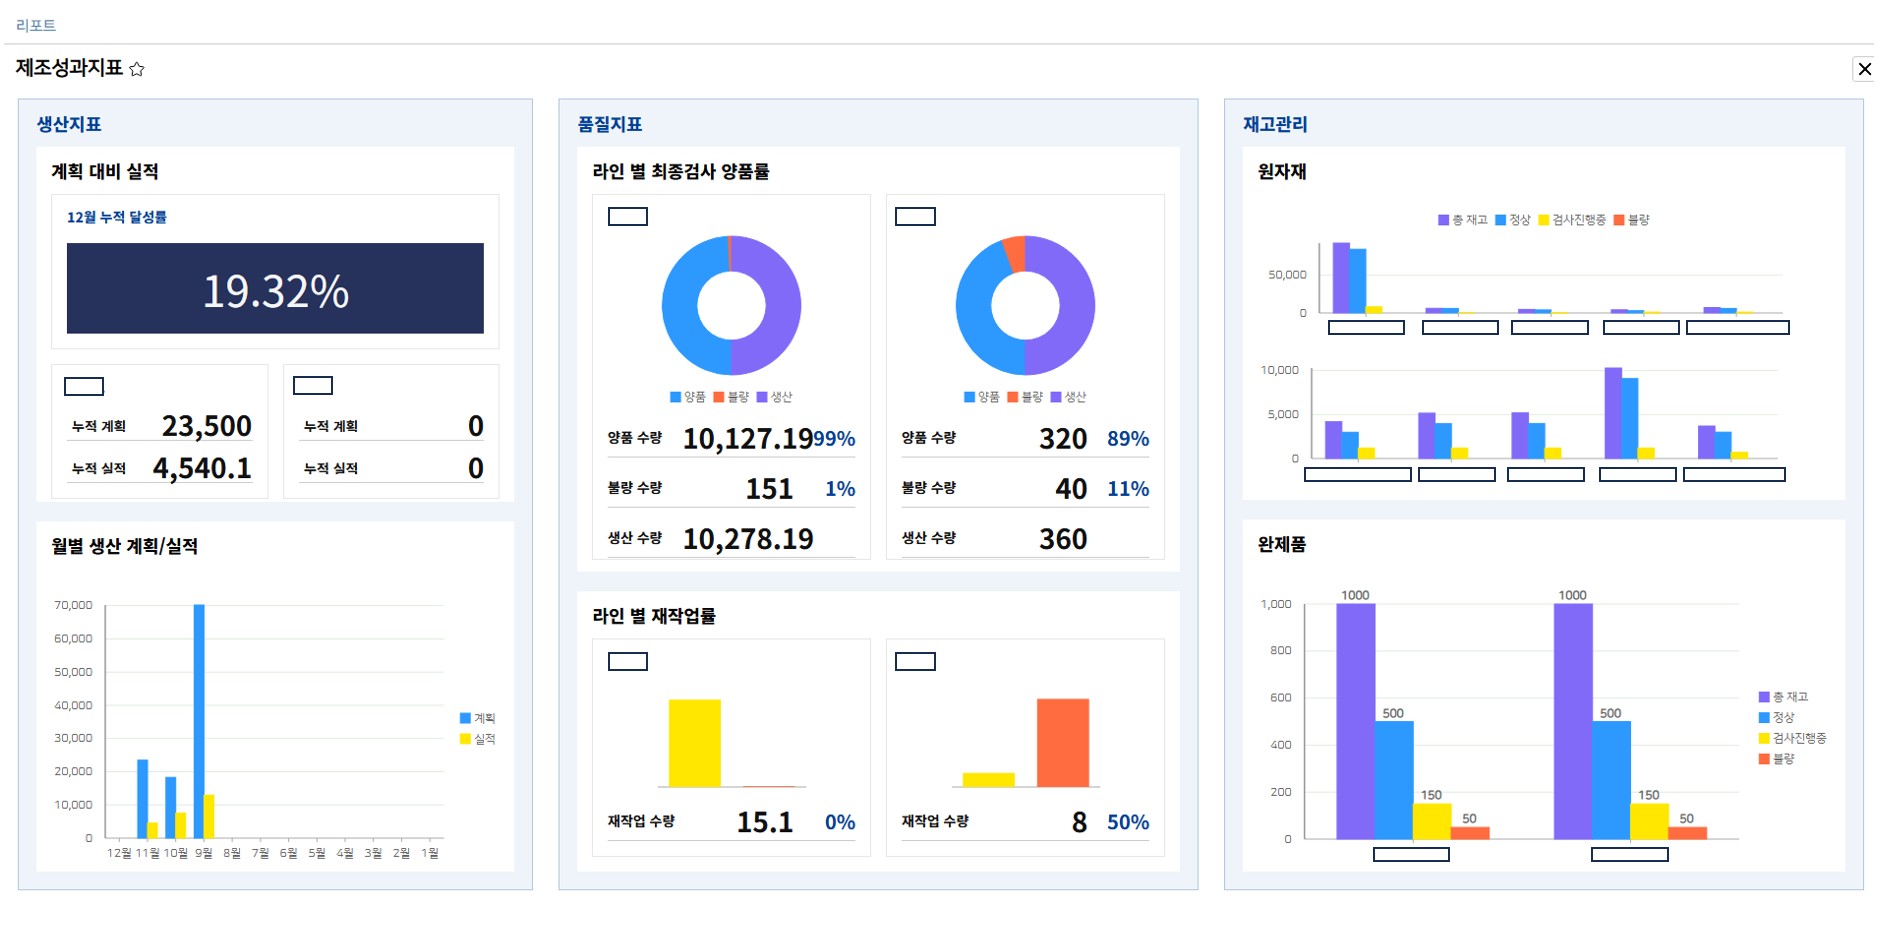 리포트
제조성과지표
생산지표
계획 대비 실적
12월 누적 달성률
19.32%
누적 계획 23,500
누적 실적 4,540.1
누적 계획 0
누적 실적 0
월별 생산 계획/실적
70,000
60,000
50,000
40,000
30,000
20,000
10,000
0
12월 11월 10월 9월 8월 7월 6월 5월 4월 3월 2월 1월
계획
실적
품질지표
라인 별 최종검사 양품률
양품 불량 생산
양품 수량 10,127.19 99%
불량 수량 151 1%
생산 수량 10,278.19
양품 불량 생산
양품 수량 320 89%
불량 수량 40 11%
생산 수량 360
라인 별 재작업률
재작업 수량 15.1 0%
재작업 수량 8 50%
재고관리
원자재
총 재고 정상 검사진행중 불량
50,000
0
10,000
5,000
0
완제품
1,000
800
600
400
200
0
1000 500 150 50
1000 500 150 50
총 재고
정상
검사진행중
불량